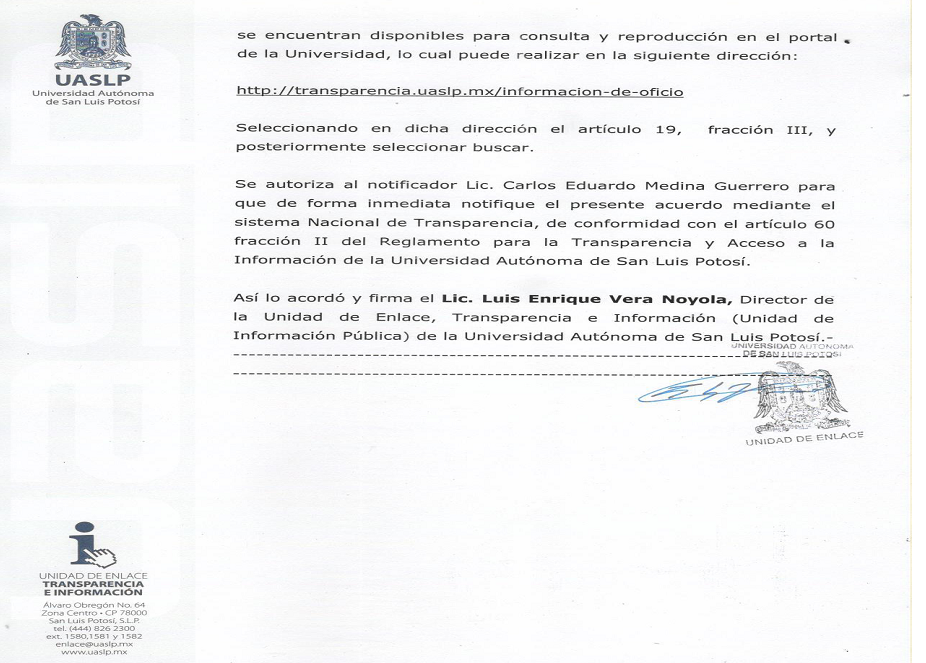 UASLP
Universidad Autónoma
de San Luis Potosí
se encuentran disponibles para consulta y reproducción en el portal
de la Universidad, lo cual puede realizar en la siguiente dirección:
http://transparencia.uaslp.mx/informacion-de-oficio
Seleccionando en dicha dirección el artículo 19, fracción III, y
posteriormente seleccionar buscar.
Se autoriza al notificador Lic. Carlos Eduardo Medina Guerrero para
que de forma inmediata notifique el presente acuerdo mediante el
sistema Nacional de Transparencia, de conformidad con el artículo 60
fracción II del Reglamento para la Transparencia y Acceso a la
Información de la Universidad Autónoma de San Luis Potosí.
Así lo acordó y firma el Lic. Luis Enrique Vera Noyola, Director de
la Unidad de Enlace, Transparencia e Información (Unidad de
Información Pública) de la Universidad Autónoma de San Luis Potosí.-
UNIVERSIDAD AUTONOMA
DE SAN LUIS POTOSI
UNIDAD DE ENLACE
UNIDAD DE ENLACE
TRANSPARENCIA
E INFORMACIÓN
Álvaro Obregón No. 64
Zona Centro • CP 78000
San Luis Potosí, S.L.P.
tel. (444) 826 2300
ext. 1580,1581 y 1582
enlace@uaslp.mx
www.uaslp.mx